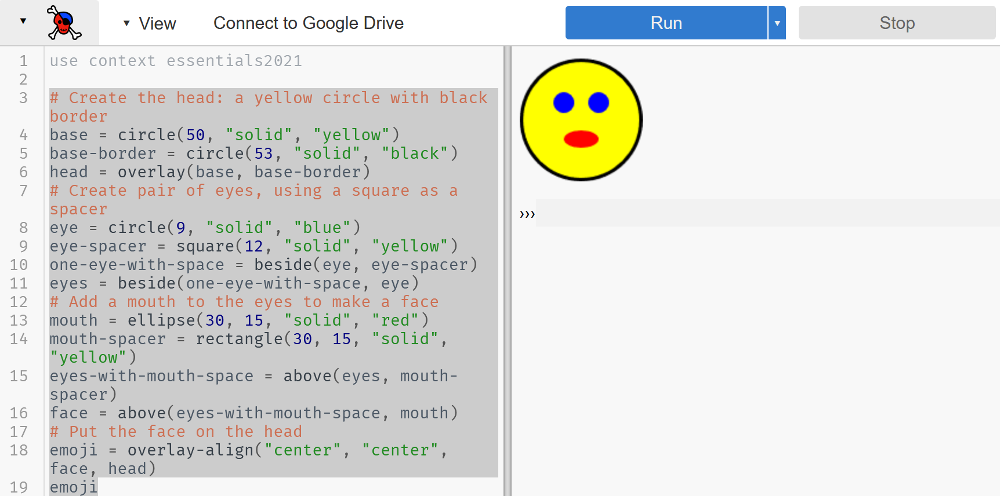 ▼ View Connect to Google Drive Run ▼ Stop
1 use context essentials2021
2
3 # Create the head: a yellow circle with black
border
4 base = circle(50, "solid", "yellow")
5 base-border = circle(53, "solid", "black")
6 head = overlay(base, base-border)
7 # Create pair of eyes, using a square as a
spacer
8 eye = circle(9, "solid", "blue")
9 eye-spacer = square(12, "solid", "yellow")
10 one-eye-with-space = beside(eye, eye-spacer)
11 eyes = beside(one-eye-with-space, eye)
12 # Add a mouth to the eyes to make a face
13 mouth = ellipse(30, 15, "solid", "red")
14 mouth-spacer = rectangle(30, 15, "solid",
"yellow")
15 eyes-with-mouth-space = above(eyes, mouth-
spacer)
16 face = above(eyes-with-mouth-space, mouth)
17 # Put the face on the head
18 emoji = overlay-align("center", "center",
face, head)
19 emoji
›››